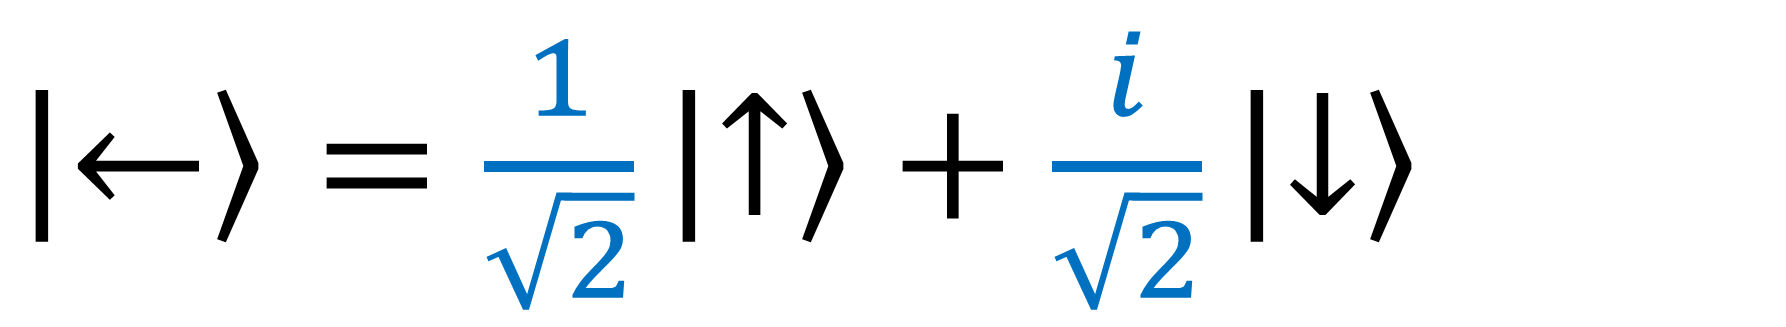 |←⟩ = 1/√2 |↑⟩ + i/√2 |↓⟩